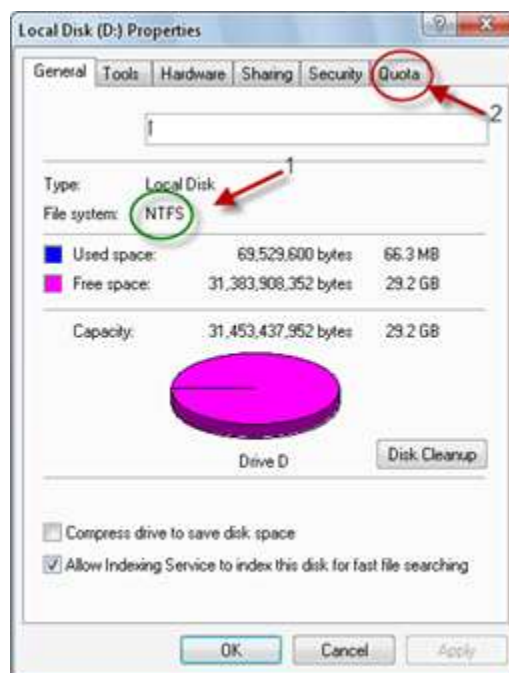 Local Disk (D:) Properties
General Tools Hardware Sharing Security Quota
2
1
Type: Local Disk
File system: NTFS
Used space: 69,529,600 bytes 66.3 MB
Free space: 31,383,908,352 bytes 29.2 GB
Capacity: 31,453,437,952 bytes 29.2 GB
Drive D
Disk Cleanup
Compress drive to save disk space
Allow Indexing Service to index this disk for fast file searching
OK Cancel Apply